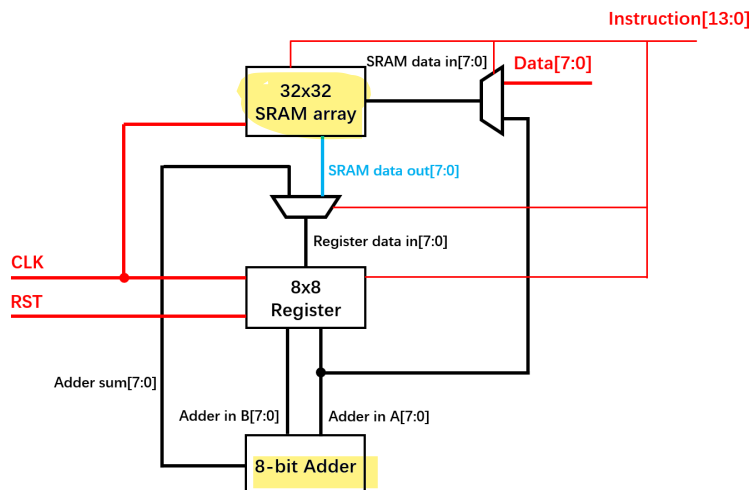 Instruction[13:0]
SRAM data in[7:0]
Data[7:0]
32x32
SRAM array
SRAM data out[7:0]
Register data in[7:0]
CLK
8x8
Register
RST
Adder sum[7:0]
Adder in B[7:0]
Adder in A[7:0]
8-bit Adder